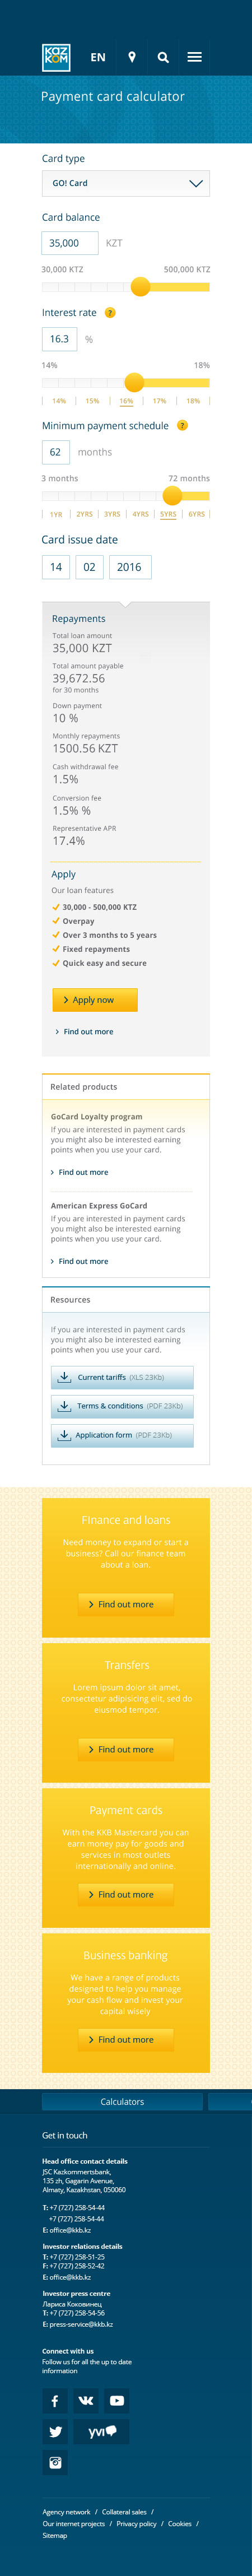 KAZ
KOM
EN
Payment card calculator
Card type
GO! Card
Card balance
35,000 KZT
30,000 KTZ 500,000 KZT
Interest rate ?
16.3 %
14% 18%
14% 15% 16% 17% 18%
Minimum payment schedule ?
62 months
3 months 72 months
1YR 2YRS 3YRS 4YRS 5YRS 6YRS
Card issue date
14 02 2016
Repayments
Total loan amount
35,000 KZT
Total amount payable
39,672.56
for 30 months
Down payment
10 %
Monthly repayments
1500.56 KZT
Cash withdrawal fee
1.5%
Conversion fee
1.5% %
Representative APR
17.4%
Apply
Our loan features
30,000 - 500,000 KTZ
Overpay
Over 3 months to 5 years
Fixed repayments
Quick easy and secure
Apply now
Find out more
Related products
GoCard Loyalty program
If you are interested in payment cards
you might also be interested earning
points when you use your card.
Find out more
American Express GoCard
If you are interested in payment cards
you might also be interested earning
points when you use your card.
Find out more
Resources
If you are interested in payment cards
you might also be interested earning
points when you use your card.
Current tariffs (XLS 23Kb)
Terms & conditions (PDF 23Kb)
Application form (PDF 23Kb)
FInance and loans
Need money to expand or start a
business? Call our finance team
about a loan.
Find out more
Transfers
Lorem ipsum dolor sit amet,
consectetur adipisicing elit, sed do
eiusmod tempor.
Find out more
Payment cards
With the KKB Mastercard you can
earn money pay for goods and
services in most outlets
internationally and online.
Find out more
Business banking
We have a range of products
designed to help you manage
your cash flow and invest your
capital wisely
Find out more
Calculators
Get in touch
Head office contact details
JSC Kazkommertsbank,
135 zh, Gagarin Avenue,
Almaty, Kazakhstan, 050060
T: +7 (727) 258-54-44
+7 (727) 258-54-44
E: office@kkb.kz
Investor relations details
T: +7 (727) 258-51-25
F: +7 (727) 258-52-42
E: office@kkb.kz
Investor press centre
Лариса Коковинец
T: +7 (727) 258-54-56
E: press-service@kkb.kz
Connect with us
Follow us for all the up to date
information
yvi
Agency network / Collateral sales /
Our internet projects / Privacy policy / Cookies /
Sitemap